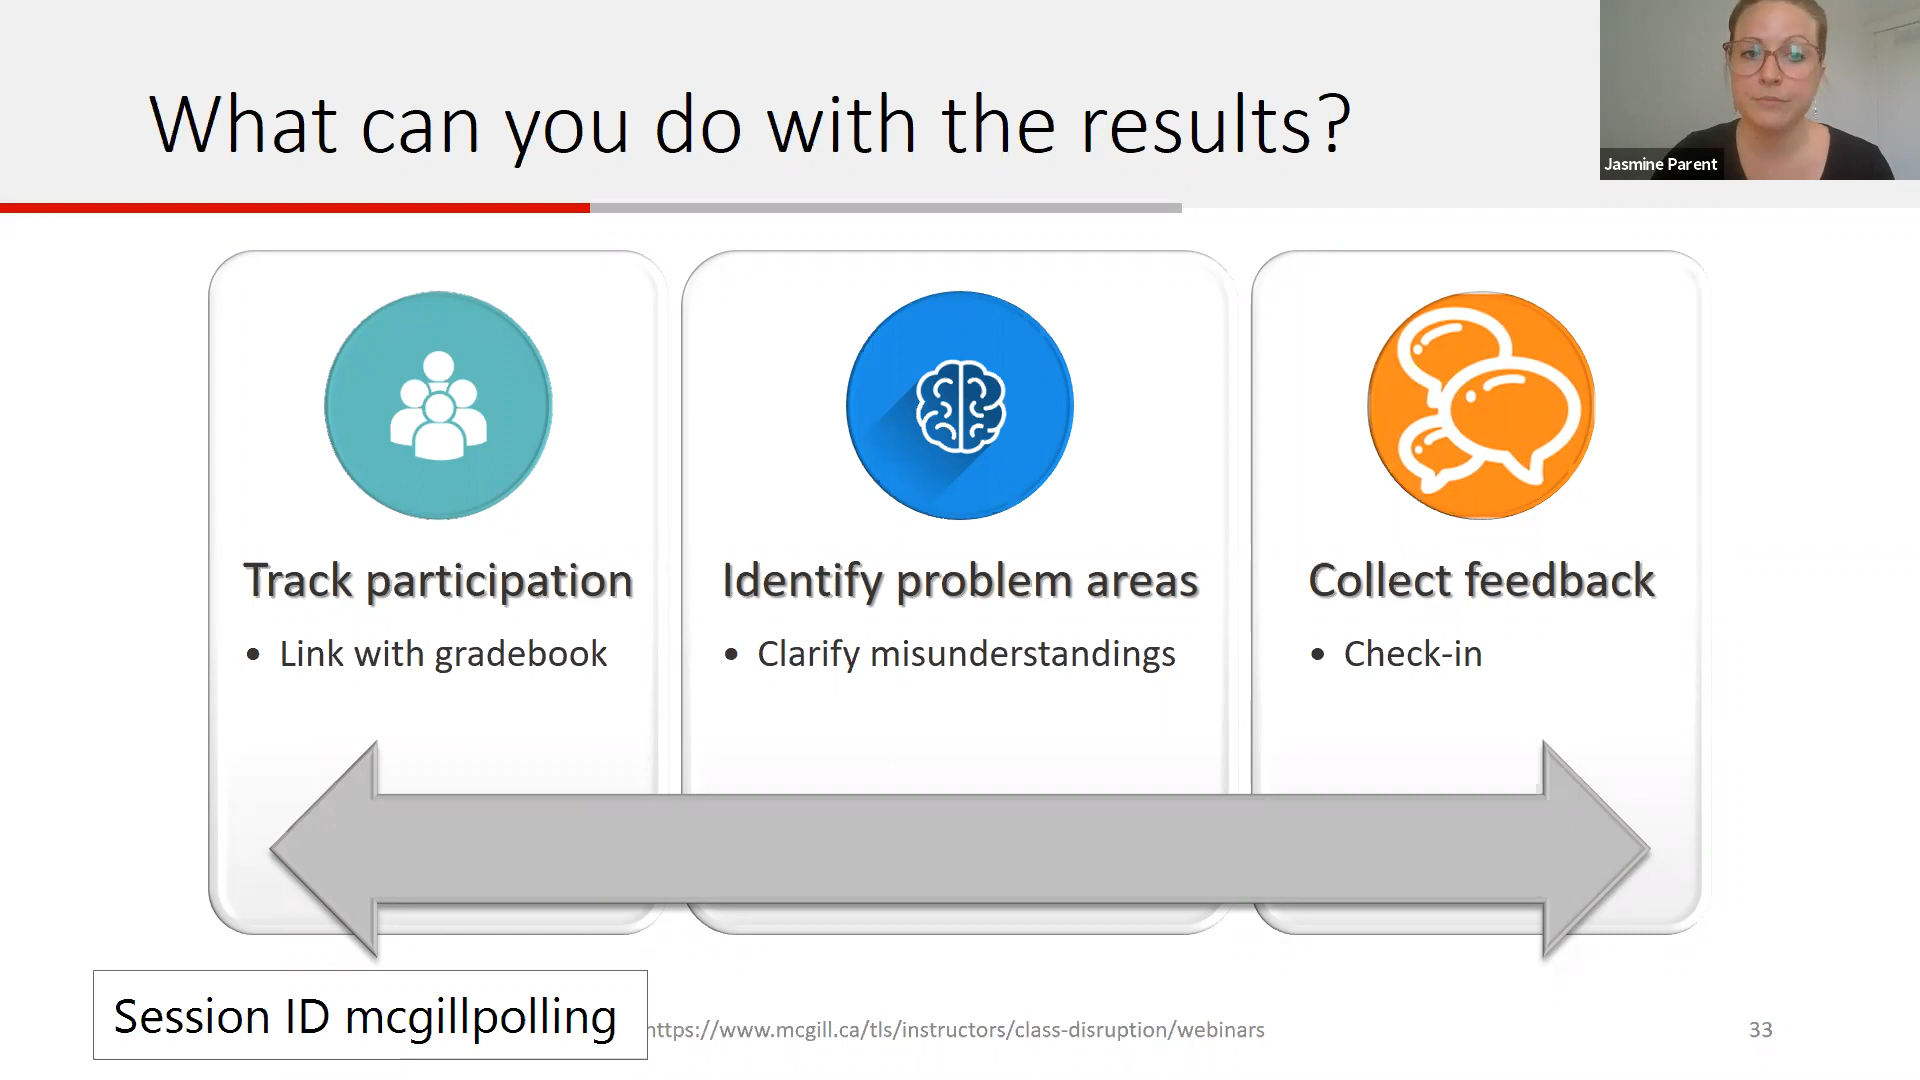 What can you do with the results?
Jasmine Parent
Track participation
• Link with gradebook
Identify problem areas
• Clarify misunderstandings
Collect feedback
• Check-in
Session ID mcgillpolling
https://www.mcgill.ca/tls/instructors/class-disruption/webinars
33